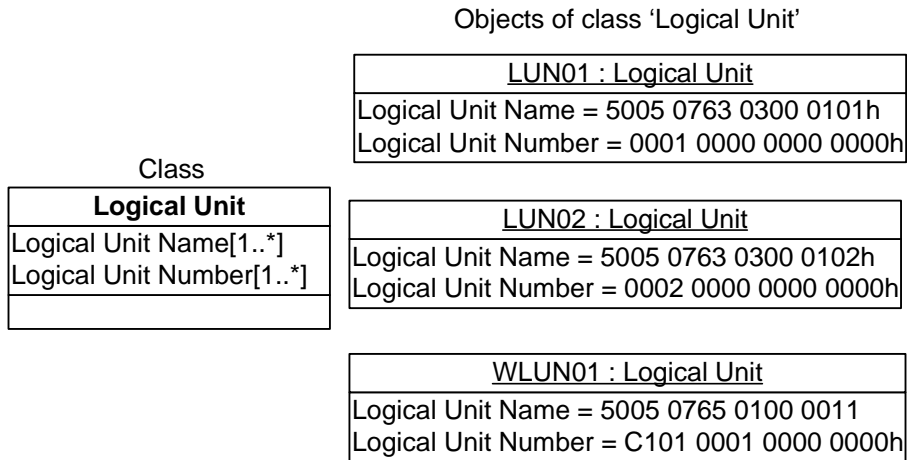 Objects of class ‘Logical Unit’
LUN01 : Logical Unit
Logical Unit Name = 5005 0763 0300 0101h
Logical Unit Number = 0001 0000 0000 0000h
Class
Logical Unit
Logical Unit Name[1..*]
Logical Unit Number[1..*]
LUN02 : Logical Unit
Logical Unit Name = 5005 0763 0300 0102h
Logical Unit Number = 0002 0000 0000 0000h
WLUN01 : Logical Unit
Logical Unit Name = 5005 0765 0100 0011
Logical Unit Number = C101 0001 0000 0000h